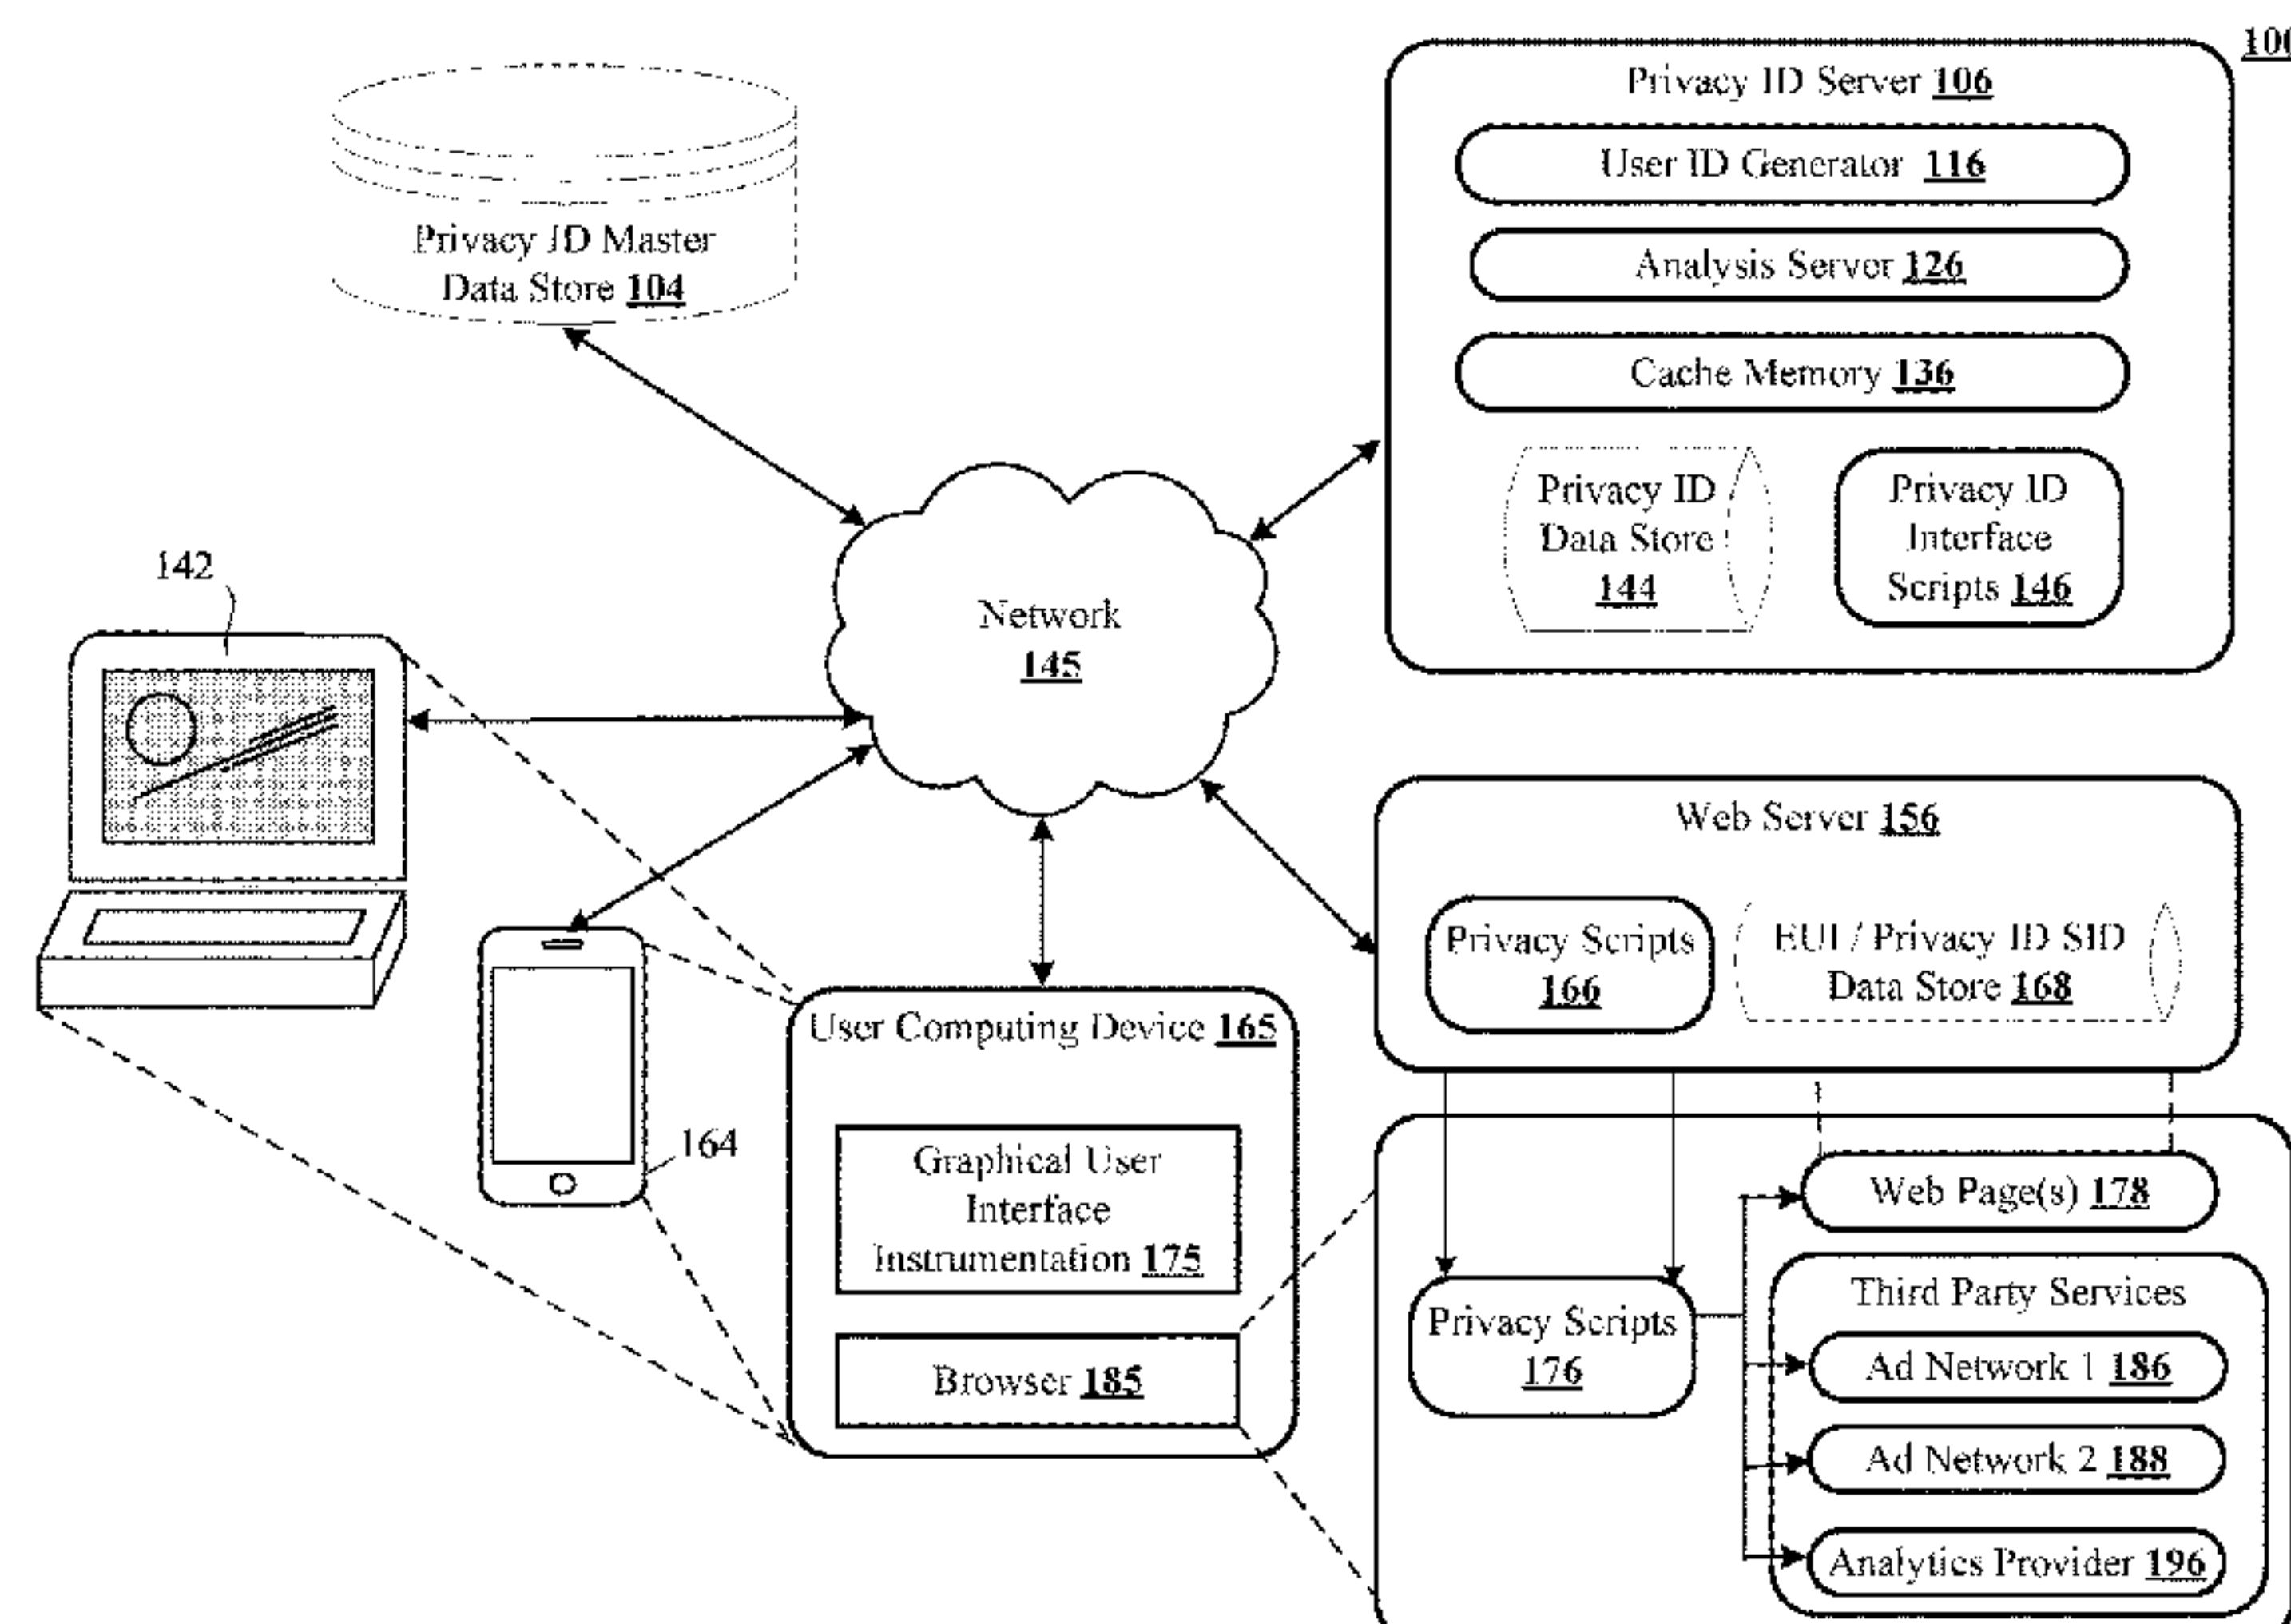 100
Privacy ID Server 106
User ID Generator 116
Analysis Server 126
Cache Memory 136
Privacy ID
Data Store
144
Privacy ID
Interface
Scripts 146
Privacy ID Master
Data Store 104
Network
145
142
164
Web Server 156
Privacy Scripts
166
EUI / Privacy ID SID
Data Store 168
User Computing Device 165
Graphical User
Interface
Instrumentation 175
Browser 185
Privacy Scripts
176
Web Page(s) 178
Third Party Services
Ad Network 1 186
Ad Network 2 188
Analytics Provider 196